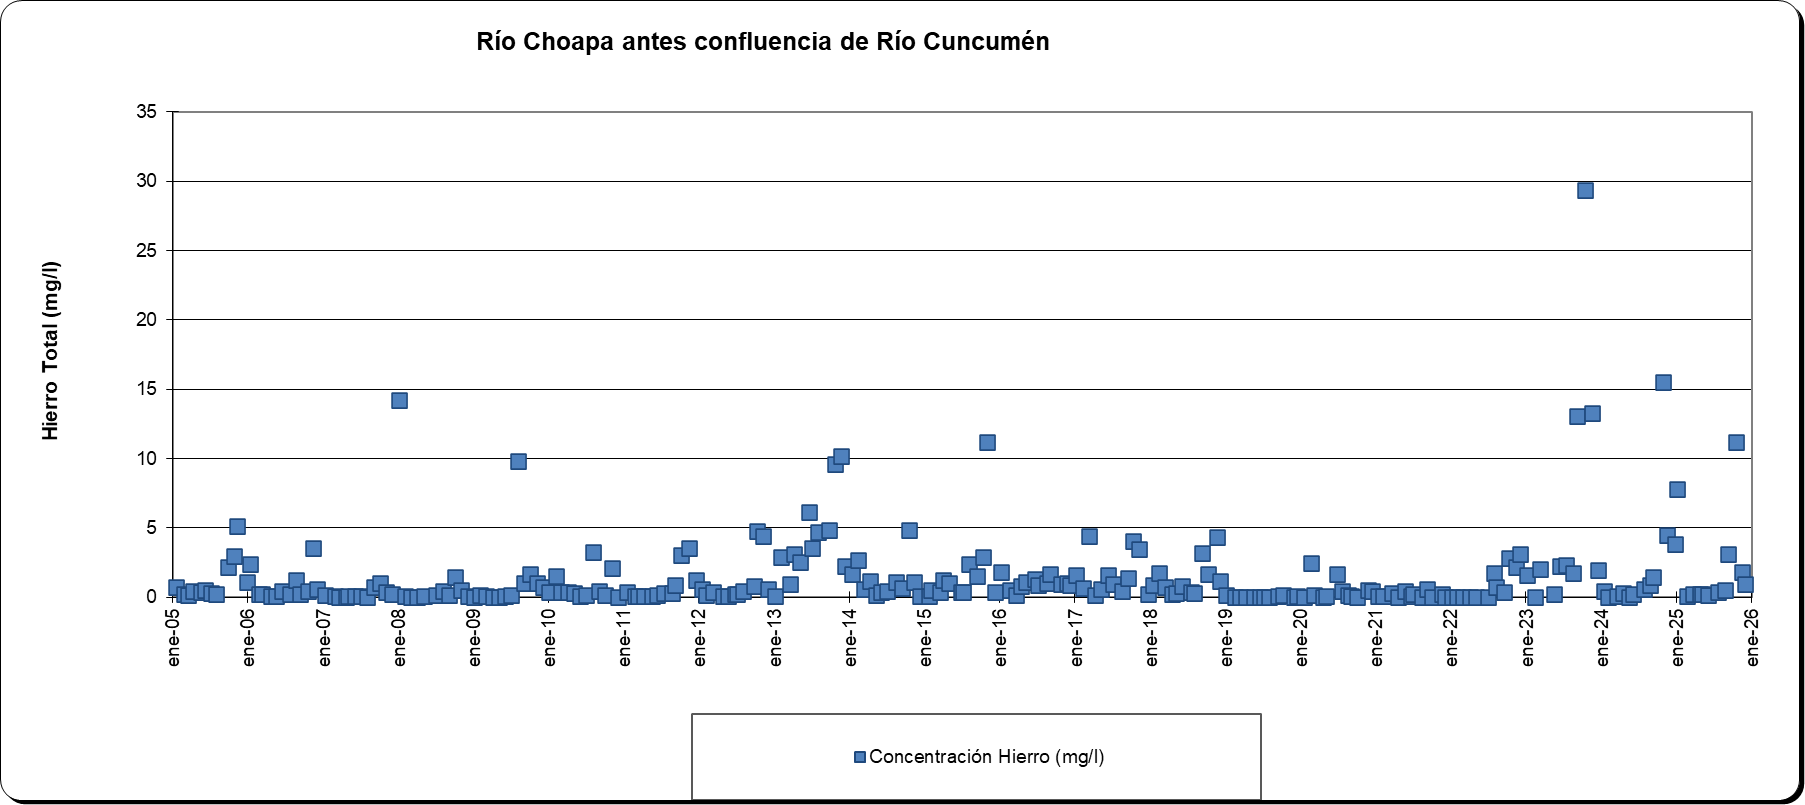 Río Choapa antes confluencia de Río Cuncumén
Hierro Total (mg/l)
35
30
25
20
15
10
5
0
ene-05
ene-06
ene-07
ene-08
ene-09
ene-10
ene-11
ene-12
ene-13
ene-14
ene-15
ene-16
ene-17
ene-18
ene-19
ene-20
ene-21
ene-22
ene-23
ene-24
ene-25
ene-26
Concentración Hierro (mg/l)